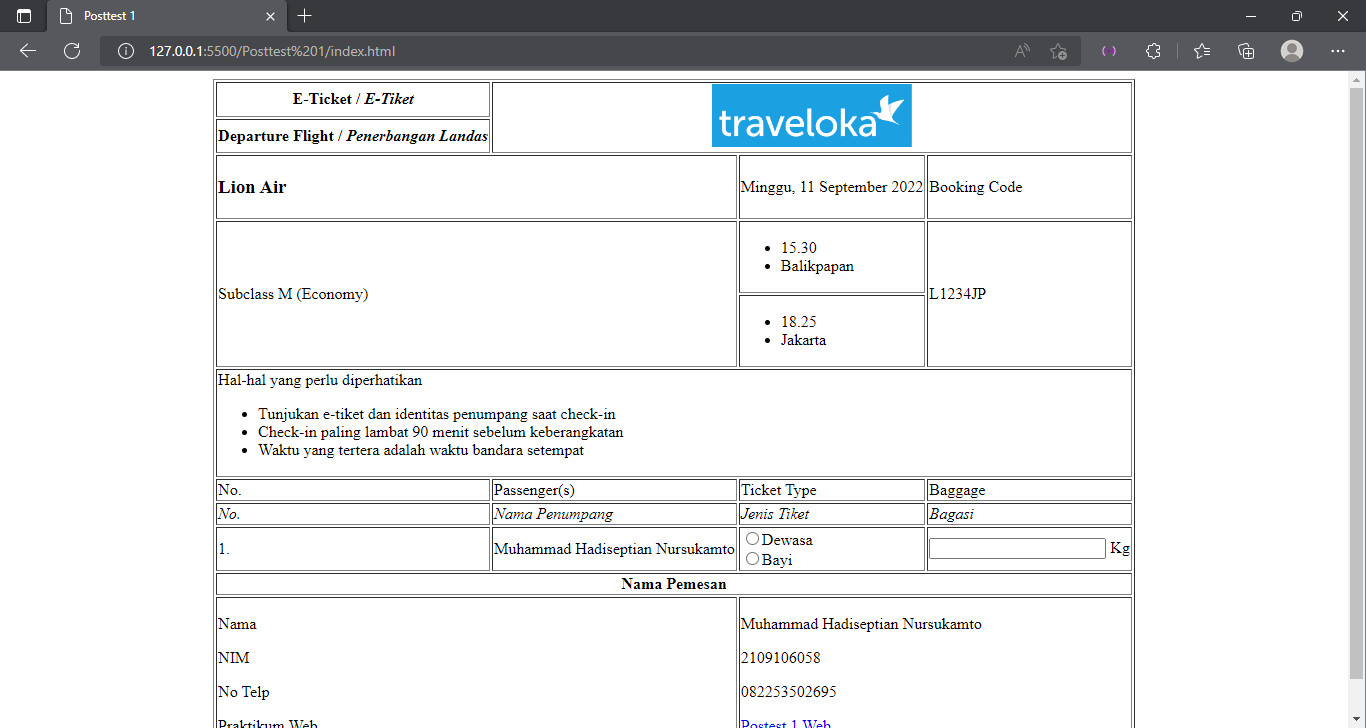 Posttest 1
127.0.0.1:5500/Posttest%201/index.html
E-Ticket / E-Tiket
traveloka
Departure Flight / Penerbangan Landas
Lion Air
Minggu, 11 September 2022
Booking Code
Subclass M (Economy)
15.30
Balikpapan
18.25
Jakarta
L1234JP
Hal-hal yang perlu diperhatikan
Tunjukan e-tiket dan identitas penumpang saat check-in
Check-in paling lambat 90 menit sebelum keberangkatan
Waktu yang tertera adalah waktu bandara setempat
No. Passenger(s) Ticket Type Baggage
No. Nama Penumpang Jenis Tiket Bagasi
1. Muhammad Hadiseptian Nursukamto
Dewasa
Bayi
Kg
Nama Pemesan
Nama Muhammad Hadiseptian Nursukamto
NIM 2109106058
No Telp 082253502695
Praktikum Web Postest 1 Web